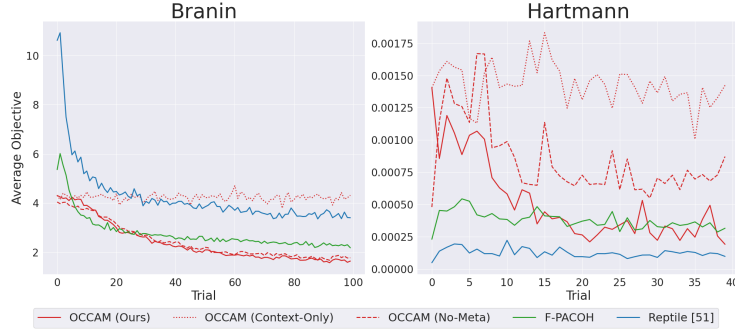 Branin
Hartmann
Average Objective
10
8
6
4
2
0 20 40 60 80 100
Trial
0.00175
0.00150
0.00125
0.00100
0.00075
0.00050
0.00025
0.00000
0 5 10 15 20 25 30 35 40
Trial
OCCAM (Ours) OCCAM (Context-Only) OCCAM (No-Meta) F-PACOH Reptile [51]